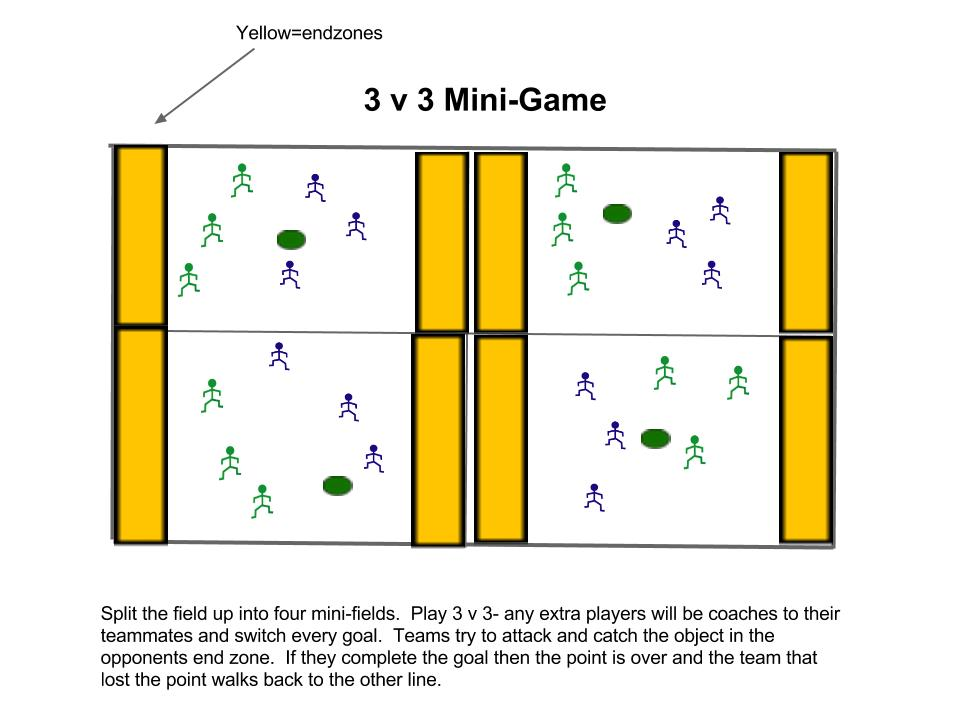 Yellow=endzones
3 v 3 Mini-Game
Split the field up into four mini-fields.  Play 3 v 3- any extra players will be coaches to their
teammates and switch every goal.  Teams try to attack and catch the object in the
opponents end zone.  If they complete the goal then the point is over and the team that
lost the point walks back to the other line.